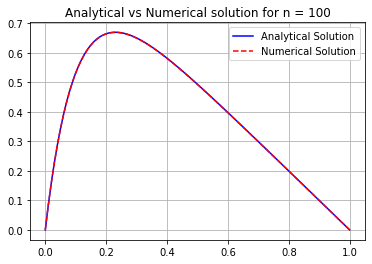 Analytical vs Numerical solution for n = 100
Analytical Solution
Numerical Solution
0.7
0.6
0.5
0.4
0.3
0.2
0.1
0.0
0.0 0.2 0.4 0.6 0.8 1.0